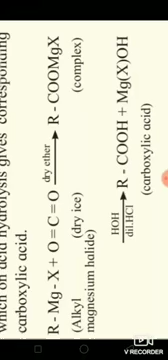 which on acid hydrolysis gives corresponding
carboxylic acid.
R - Mg - X + O = C = O dry ether R - COOMgX
(Alkyl (dry ice) (complex)
magnesium halide)
HOH
dil.HCl R - COOH + Mg(X)OH
(carboxylic acid)
V RECORDER